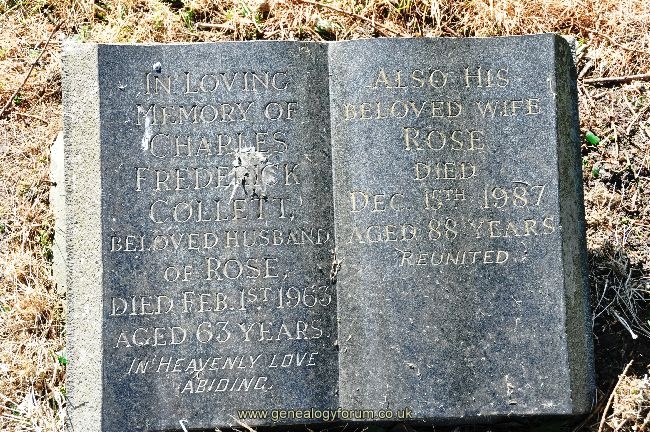 IN LOVING
MEMORY OF
CHARLES
FREDERICK
COLLETT,
BELOVED HUSBAND
OF ROSE,
DIED FEB. 1ST 1963
AGED 63 YEARS.
IN HEAVENLY LOVE
ABIDING.
ALSO HIS
BELOVED WIFE
ROSE
DIED
DEC. 15TH 1987
AGED 88 YEARS
REUNITED
www.genealogyforum.co.uk